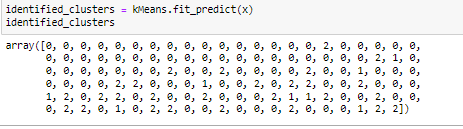 identified_clusters = kMeans.fit_predict(x)
identified_clusters
array([0, 0, 0, 0, 0, 0, 0, 0, 0, 0, 0, 0, 0, 0, 0, 0, 2, 0, 0, 0, 0, 0,
0, 0, 0, 0, 0, 0, 0, 0, 0, 0, 0, 0, 0, 0, 0, 0, 0, 0, 0, 2, 1, 0,
0, 0, 0, 0, 0, 0, 0, 2, 0, 0, 2, 0, 0, 0, 0, 2, 0, 0, 1, 0, 0, 0,
0, 0, 0, 0, 2, 2, 0, 0, 0, 1, 0, 0, 2, 0, 2, 2, 0, 0, 2, 0, 0, 0,
1, 2, 0, 2, 2, 0, 2, 0, 0, 2, 0, 0, 0, 2, 1, 1, 2, 0, 0, 2, 0, 0,
0, 2, 2, 0, 1, 0, 2, 2, 0, 0, 2, 0, 0, 0, 2, 0, 0, 0, 1, 2, 2])